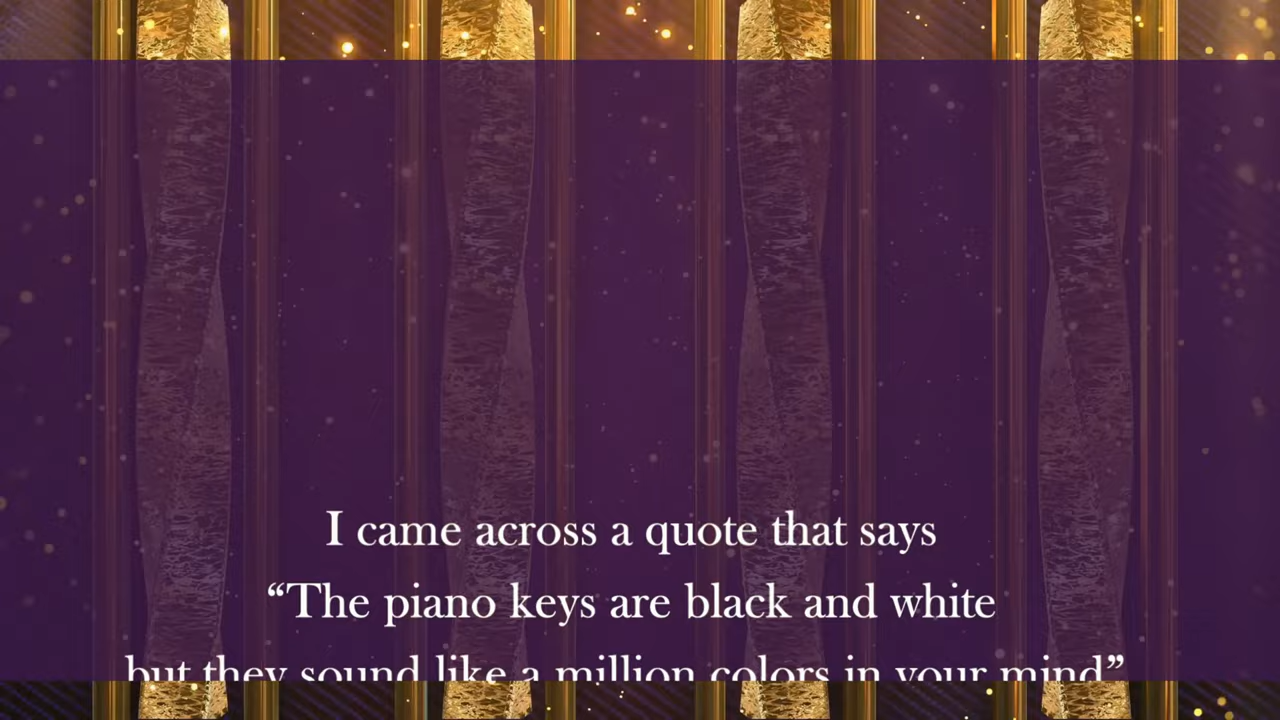 I came across a quote that says
“The piano keys are black and white
but they sound like a million colors in your mind”